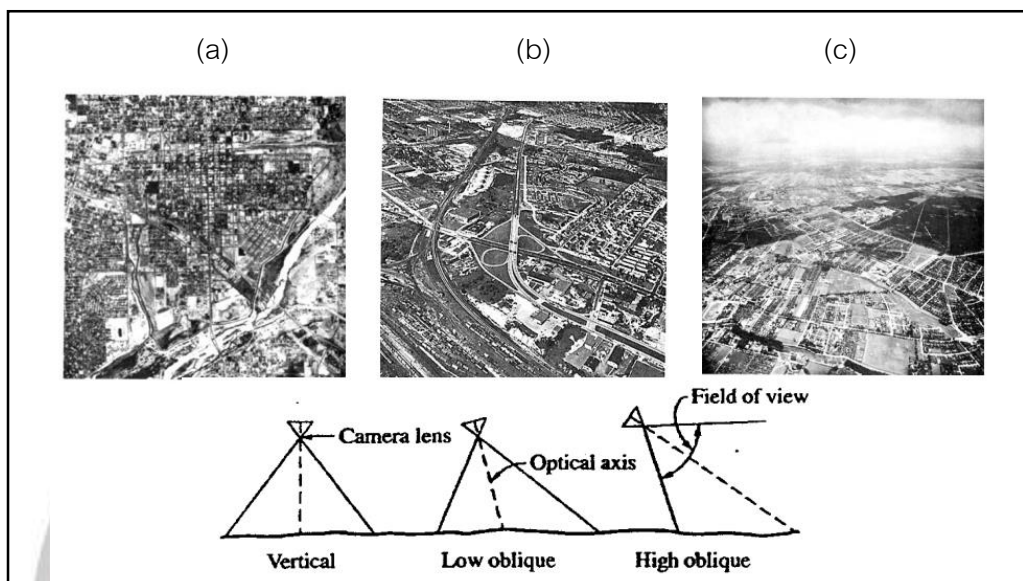 (a)
(b)
(c)
Field of view
Camera lens
Optical axis
Vertical
Low oblique
High oblique